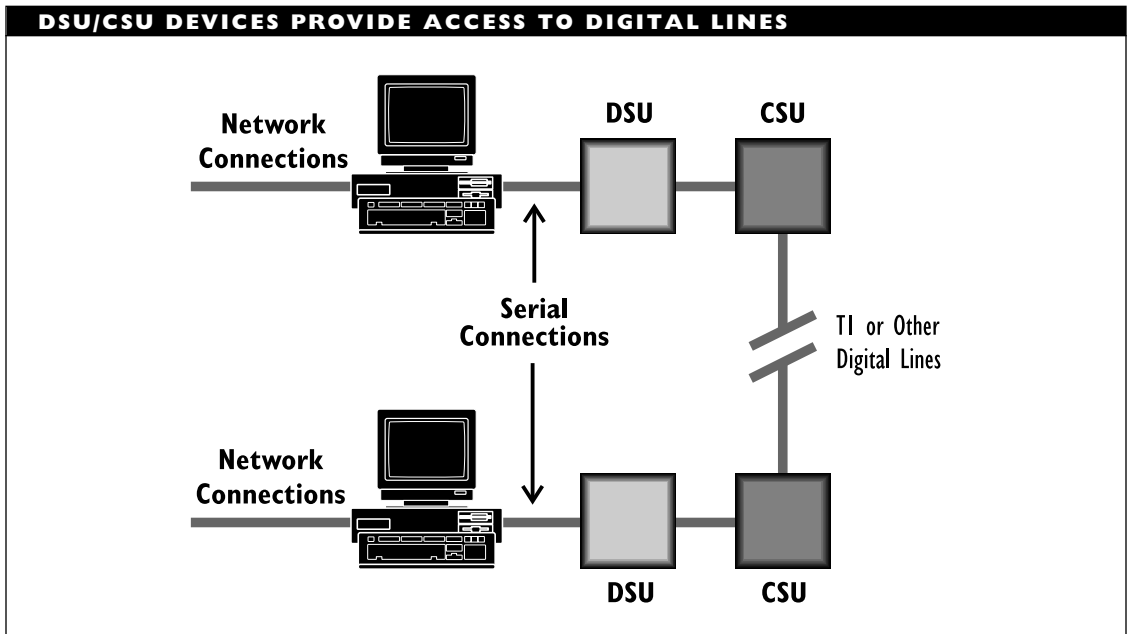 DSU/CSU DEVICES PROVIDE ACCESS TO DIGITAL LINES
Network
Connections
DSU
CSU
Serial
Connections
T1 or Other
Digital Lines
Network
Connections
DSU
CSU